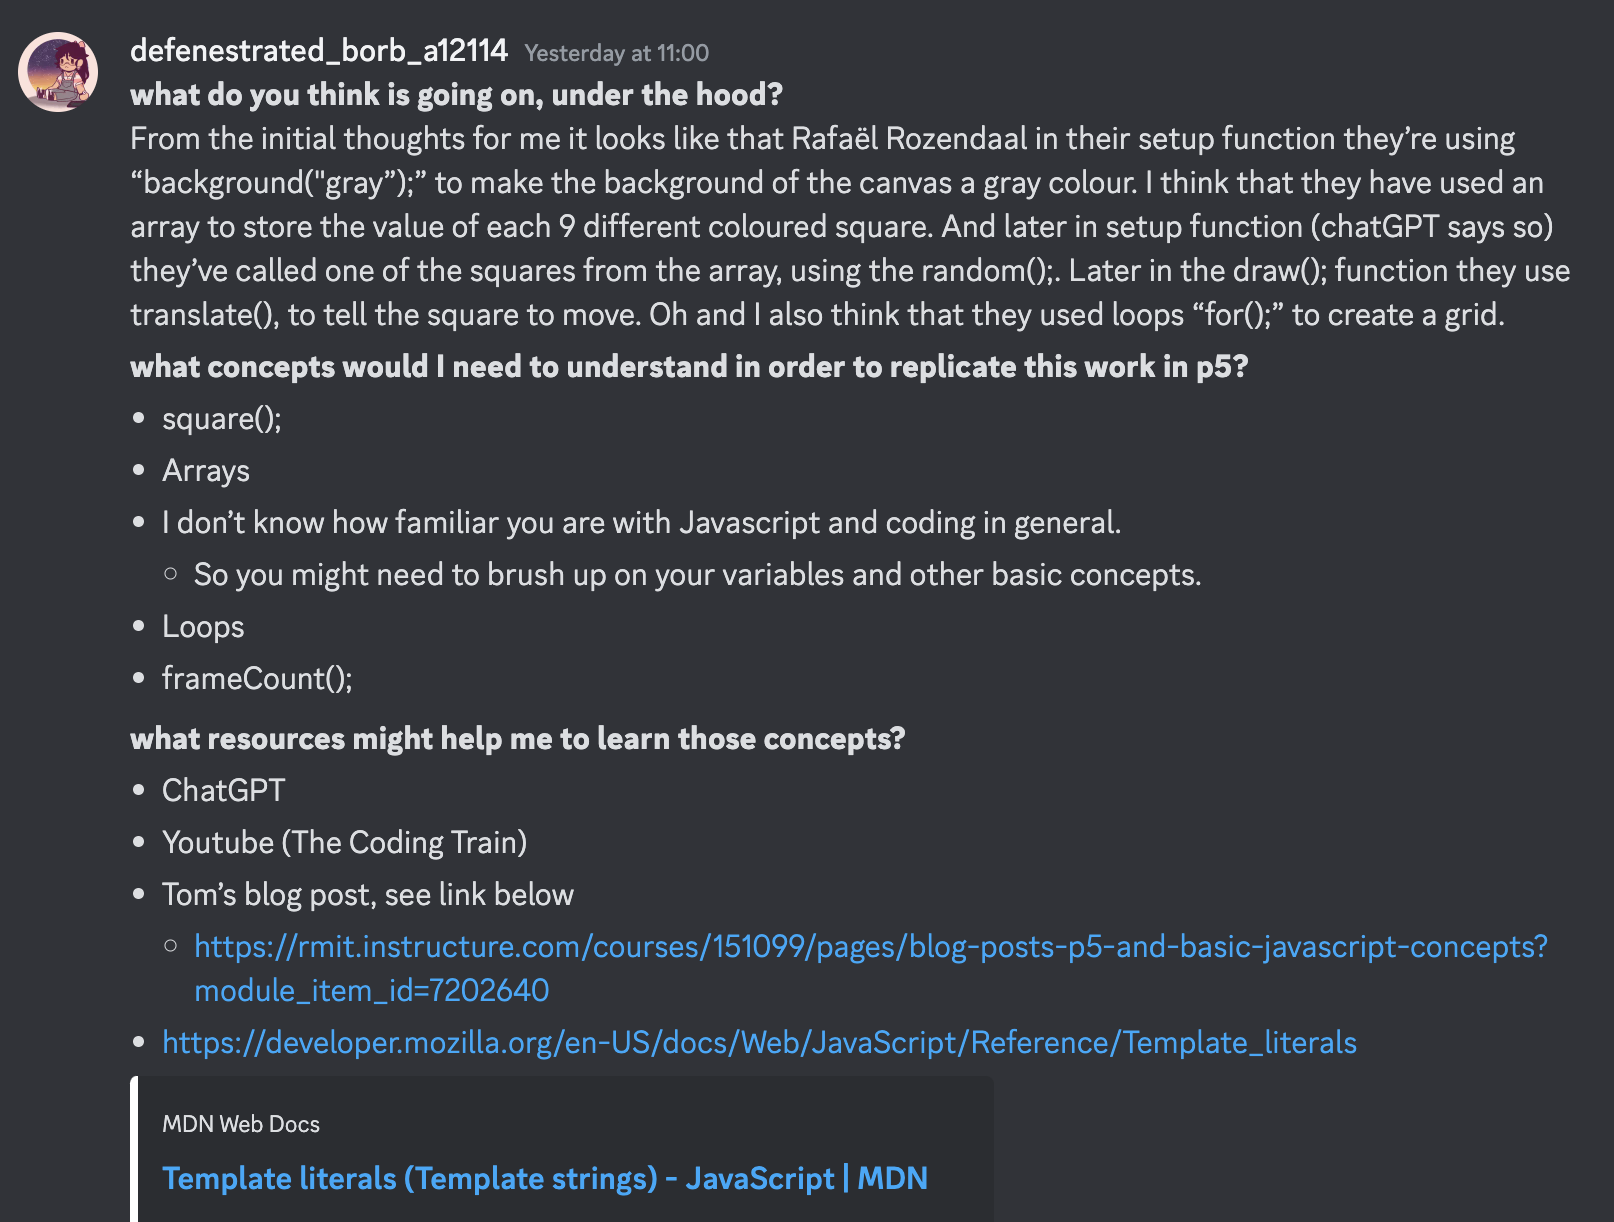 defenestrated_borb_a12114 Yesterday at 11:00
what do you think is going on, under the hood?
From the initial thoughts for me it looks like that Rafaël Rozendaal in their setup function they’re using
“background("gray”);” to make the background of the canvas a gray colour. I think that they have used an
array to store the value of each 9 different coloured square. And later in setup function (chatGPT says so)
they’ve called one of the squares from the array, using the random();. Later in the draw(); function they use
translate(), to tell the square to move. Oh and I also think that they used loops “for();” to create a grid.
what concepts would I need to understand in order to replicate this work in p5?
• square();
• Arrays
• I don’t know how familiar you are with Javascript and coding in general.
◦ So you might need to brush up on your variables and other basic concepts.
• Loops
• frameCount();
what resources might help me to learn those concepts?
• ChatGPT
• Youtube (The Coding Train)
• Tom’s blog post, see link below
◦ https://rmit.instructure.com/courses/151099/pages/blog-posts-p5-and-basic-javascript-concepts?
module_item_id=7202640
• https://developer.mozilla.org/en-US/docs/Web/JavaScript/Reference/Template_literals
MDN Web Docs
Template literals (Template strings) - JavaScript | MDN